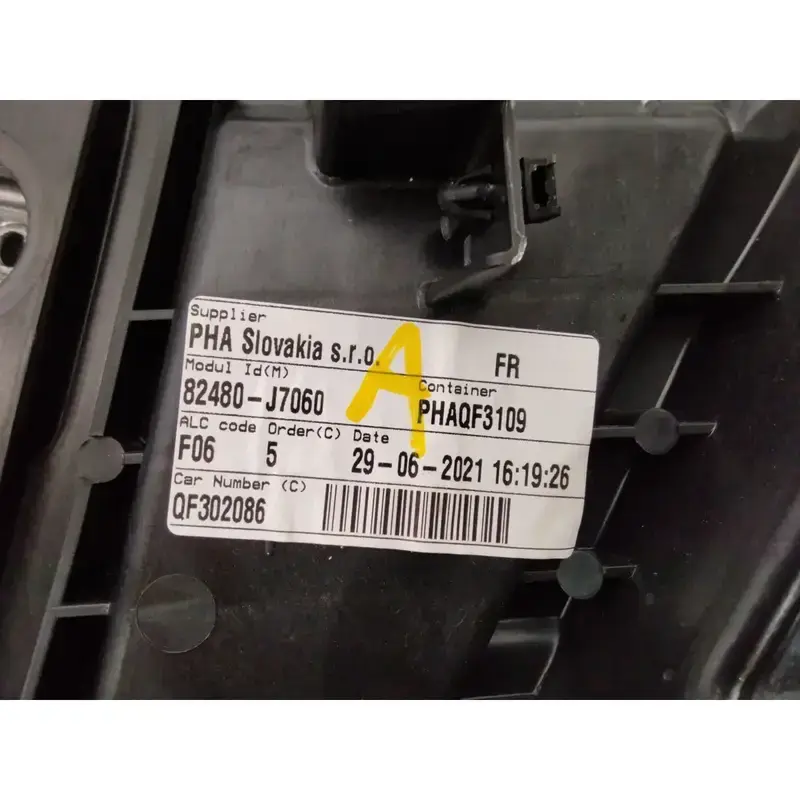 Supplier
PHA Slovakia s.r.o. FR
A
Modul Id(M) Container
82480-J7060 PHAQF3109
ALC code Order(C) Date
F06 5 29-06-2021 16:19:26
Car Number (C)
QF302086